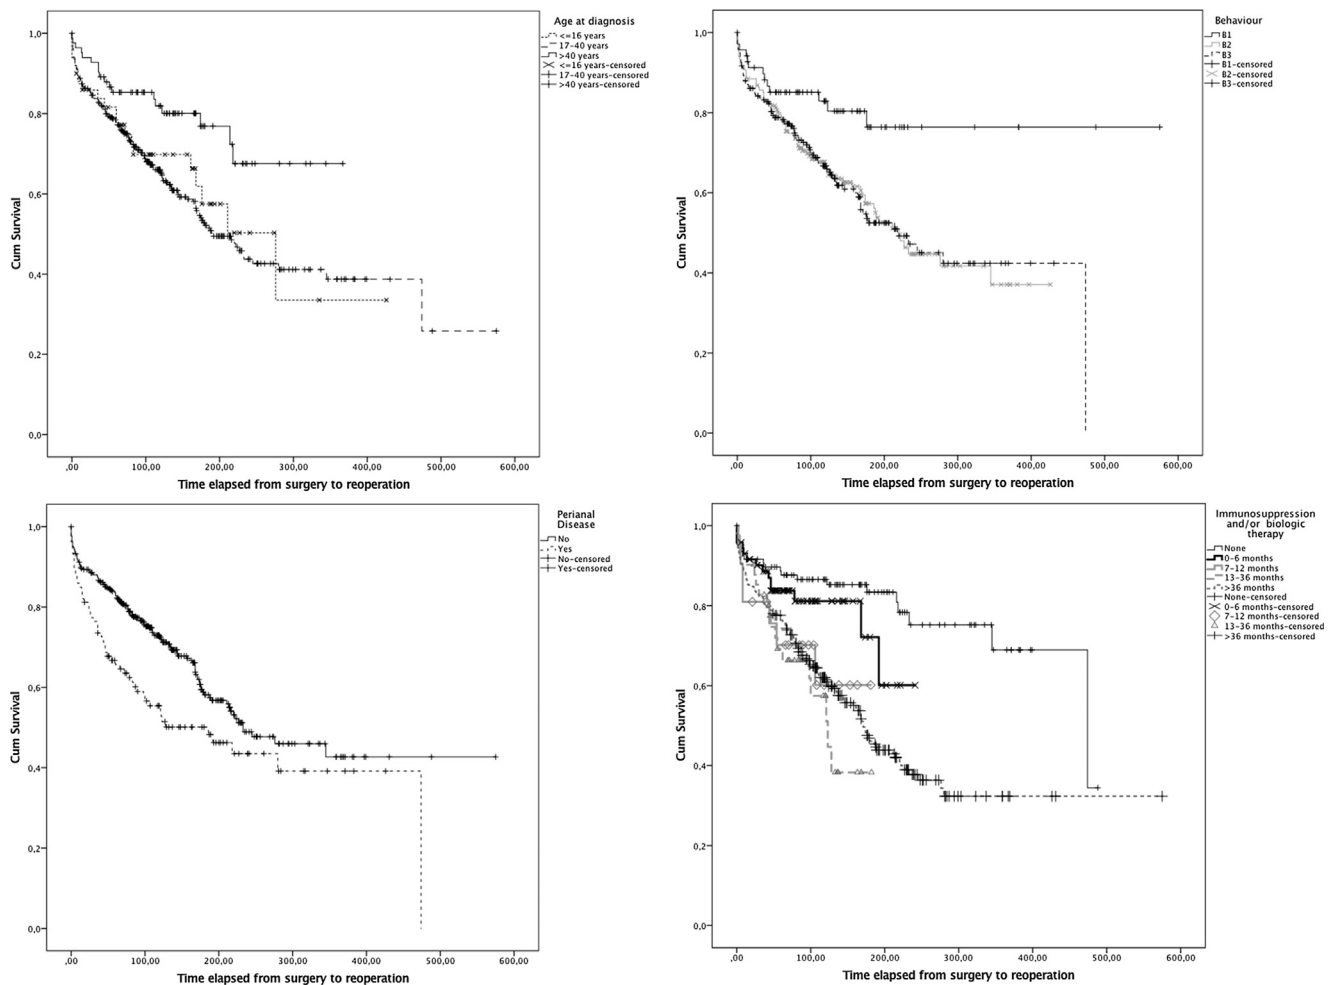 Age at diagnosis
<=16 years
17-40 years
>40 years
<=16 years-censored
17-40 years-censored
>40 years-censored
1,0
0,8
0,6
0,4
0,2
0,0
Cum Survival
,00
100,00
200,00
300,00
400,00
500,00
600,00
Time elapsed from surgery to reoperation
Behaviour
B1
B2
B3
B1-censored
B2-censored
B3-censored
1,0
0,8
0,6
0,4
0,2
0,0
Cum Survival
,00
100,00
200,00
300,00
400,00
500,00
600,00
Time elapsed from surgery to reoperation
Perianal
Disease
No
Yes
No-censored
Yes-censored
1,0
0,8
0,6
0,4
0,2
0,0
Cum Survival
,00
100,00
200,00
300,00
400,00
500,00
600,00
Time elapsed from surgery to reoperation
Immunosuppression
and/or biologic
therapy
None
0-6 months
7-12 months
13-36 months
>36 months
None-censored
0-6 months-censored
7-12 months-censored
13-36 months-censored
>36 months-censored
1,0
0,8
0,6
0,4
0,2
0,0
Cum Survival
,00
100,00
200,00
300,00
400,00
500,00
600,00
Time elapsed from surgery to reoperation